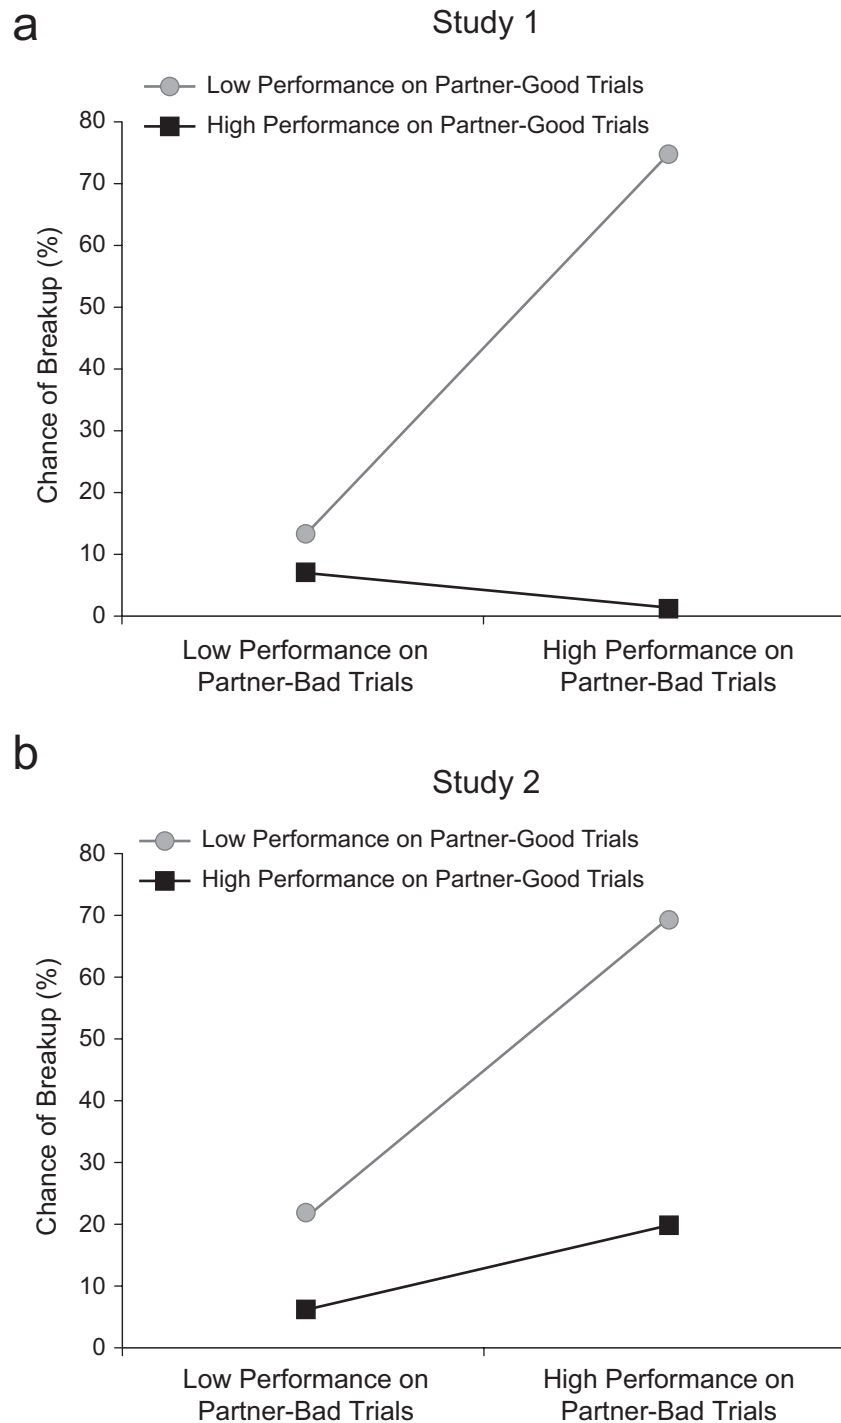 a
Study 1
Low Performance on Partner-Good Trials
High Performance on Partner-Good Trials
80
70
60
50
40
30
20
10
0
Chance of Breakup (%)
Low Performance on
Partner-Bad Trials
High Performance on
Partner-Bad Trials
b
Study 2
Low Performance on Partner-Good Trials
High Performance on Partner-Good Trials
80
70
60
50
40
30
20
10
0
Chance of Breakup (%)
Low Performance on
Partner-Bad Trials
High Performance on
Partner-Bad Trials